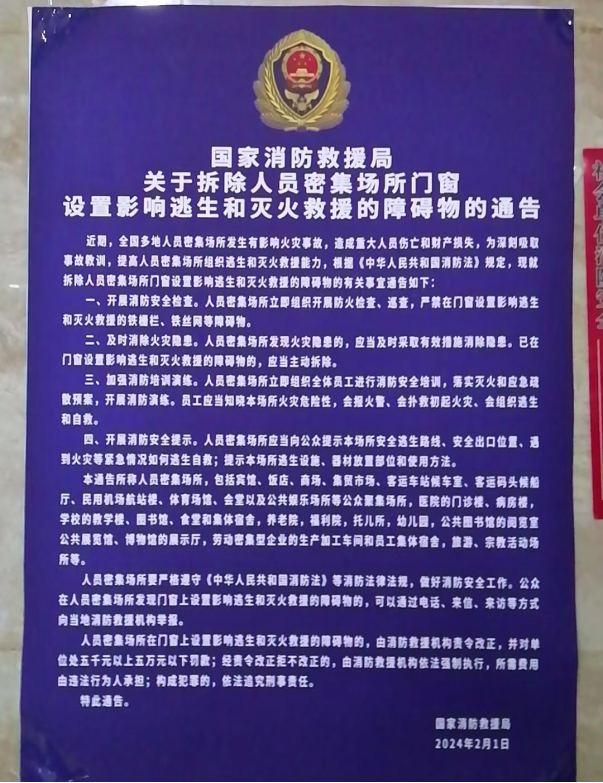 国家消防救援局
关于拆除人员密集场所门窗
设置影响逃生和灭火救援的障碍物的通告
近期，全国多地人员密集场所发生有影响火灾事故，造成重大人员伤亡和财产损失，为深刻吸取
事故教训，提高人员密集场所组织逃生和灭火救援能力，根据《中华人民共和国消防法》规定，现就
拆除人员密集场所门窗设置影响逃生和灭火救援的障碍物的有关事宜通告如下：
一、开展消防安全检查。人员密集场所立即组织开展防火检查、巡查，严禁在门窗设置影响逃生
和灭火救援的铁栅栏、铁丝网等障碍物。
二、及时消除火灾隐患。人员密集场所发现火灾隐患的，应当及时采取有效措施消除隐患。已在
门窗设置影响逃生和灭火救援的障碍物的，应当主动拆除。
三、加强消防培训演练。人员密集场所立即组织全体员工进行消防安全培训，落实灭火和应急疏
散预案，开展消防演练。员工应当知晓本场所火灾危险性，会报火警、会扑救初起火灾、会组织逃生
和自救。
四、开展消防安全提示。人员密集场所应当向公众提示本场所安全逃生路线、安全出口位置、遇
到火灾等紧急情况如何逃生自救；提示本场所逃生设施、器材放置部位和使用方法。
本通告所称人员密集场所，包括宾馆、饭店、商场、集贸市场、客运车站候车室、客运码头候船
厅、民用机场航站楼、体育场馆、会堂以及公共娱乐场所等公众聚集场所，医院的门诊楼、病房楼，
学校的教学楼、图书馆、食堂和集体宿舍，养老院，福利院，托儿所，幼儿园，公共图书馆的阅览室
公共展览馆、博物馆的展示厅，劳动密集型企业的生产加工车间和员工集体宿舍，旅游、宗教活动场
所等。
人员密集场所要严格遵守《中华人民共和国消防法》等消防法律法规，做好消防安全工作。公众
在人员密集场所发现门窗上设置影响逃生和灭火救援的障碍物的，可以通过电话、来信、来访等方式
向当地消防救援机构举报。
人员密集场所在门窗上设置影响逃生和灭火救援的障碍物的，由消防救援机构责令改正，并对单
位处五千元以上五万元以下罚款；经责令改正拒不改正的，由消防救援机构依法强制执行，所需费用
由违法行为人承担；构成犯罪的，依法追究刑事责任。
特此通告。
国家消防救援局
2024年2月1日